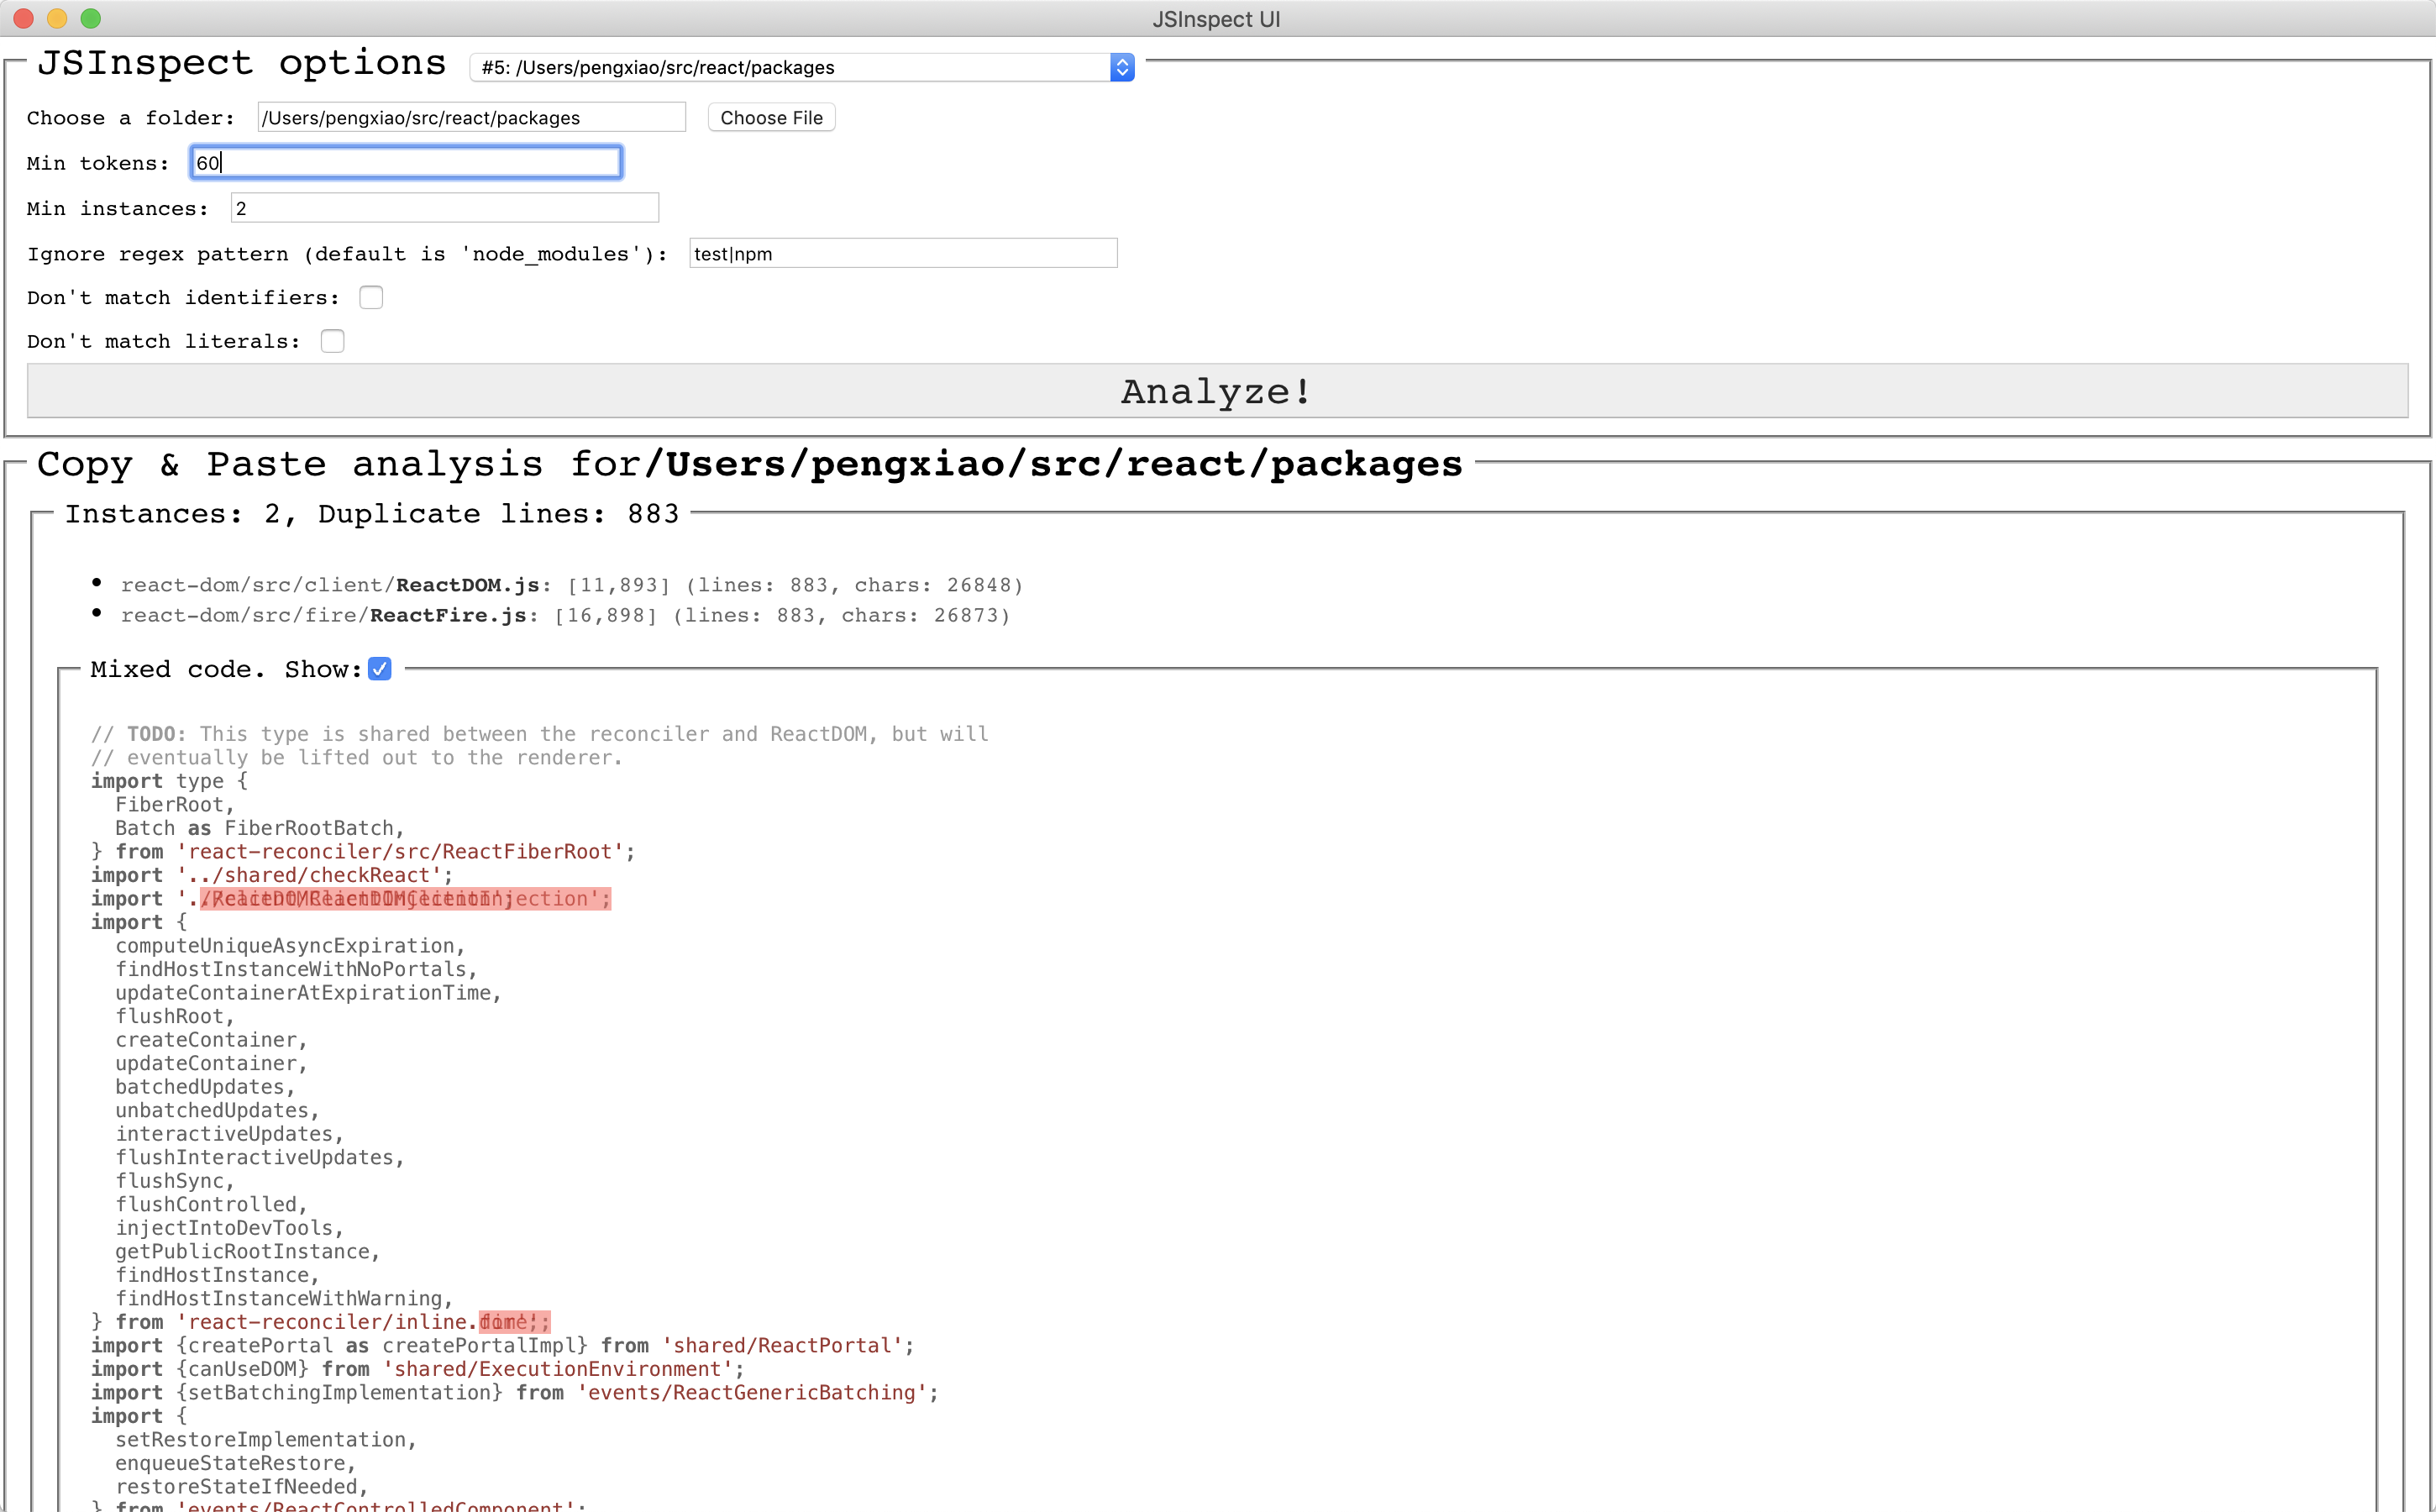 JSInspect UI
JSInspect options #5: /Users/pengxiao/src/react/packages
Choose a folder: /Users/pengxiao/src/react/packages Choose File
Min tokens: 60
Min instances: 2
Ignore regex pattern (default is 'node_modules'): test|npm
Don't match identifiers:
Don't match literals:
Analyze!
Copy & Paste analysis for/Users/pengxiao/src/react/packages
Instances: 2, Duplicate lines: 883
• react-dom/src/client/ReactDOM.js: [11,893] (lines: 883, chars: 26848)
• react-dom/src/fire/ReactFire.js: [16,898] (lines: 883, chars: 26873)
Mixed code. Show:
// TODO: This type is shared between the reconciler and ReactDOM, but will
// eventually be lifted out to the renderer.
import type {
  FiberRoot,
  Batch as FiberRootBatch,
} from 'react-reconciler/src/ReactFiberRoot';
import '../shared/checkReact';
import '.
import {
  computeUniqueAsyncExpiration,
  findHostInstanceWithNoPortals,
  updateContainerAtExpirationTime,
  flushRoot,
  createContainer,
  updateContainer,
  batchedUpdates,
  unbatchedUpdates,
  interactiveUpdates,
  flushInteractiveUpdates,
  flushSync,
  flushControlled,
  injectIntoDevTools,
  getPublicRootInstance,
  findHostInstance,
  findHostInstanceWithWarning,
} from 'react-reconciler/inline.
import {createPortal as createPortalImpl} from 'shared/ReactPortal';
import {canUseDOM} from 'shared/ExecutionEnvironment';
import {setBatchingImplementation} from 'events/ReactGenericBatching';
import {
  setRestoreImplementation,
  enqueueStateRestore,
  restoreStateIfNeeded,
} from 'events/ReactControlledComponent';